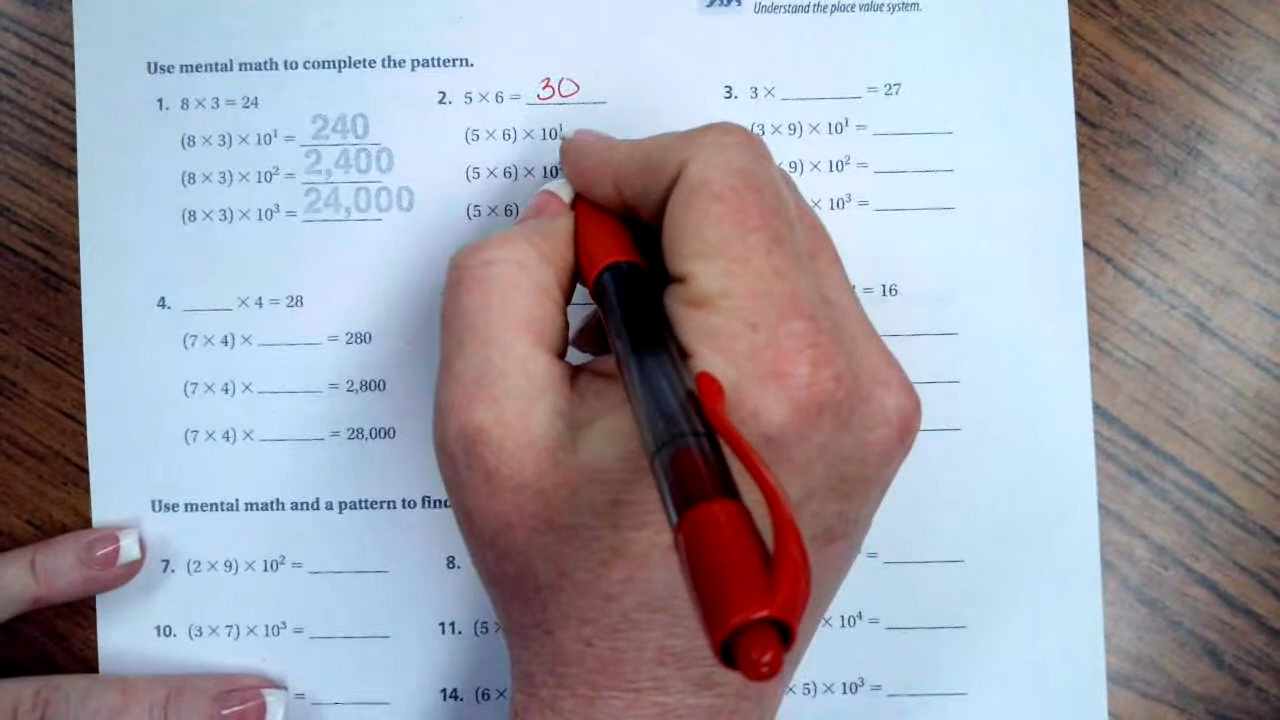 Understand the place value system.
Use mental math to complete the pattern.
1. 8 × 3 = 24
(8 × 3) × 10¹ = 240
(8 × 3) × 10² = 2,400
(8 × 3) × 10³ = 24,000
2. 5 × 6 = 30
(5 × 6) × 10¹
(5 × 6) × 10
(5 × 6)
3. 3 × ________ = 27
(3 × 9) × 10¹ = ________
9) × 10² = ________
× 10³ = ________
4. _____ × 4 = 28
(7 × 4) × ______ = 280
(7 × 4) × ______ = 2,800
(7 × 4) × ______ = 28,000
= 16
Use mental math and a pattern to find
7. (2 × 9) × 10² = ________
8.
= ________
10. (3 × 7) × 10³ = ________
11. (5 ×
× 10⁴ = ________
= ________
14. (6 ×
× 5) × 10³ = ________